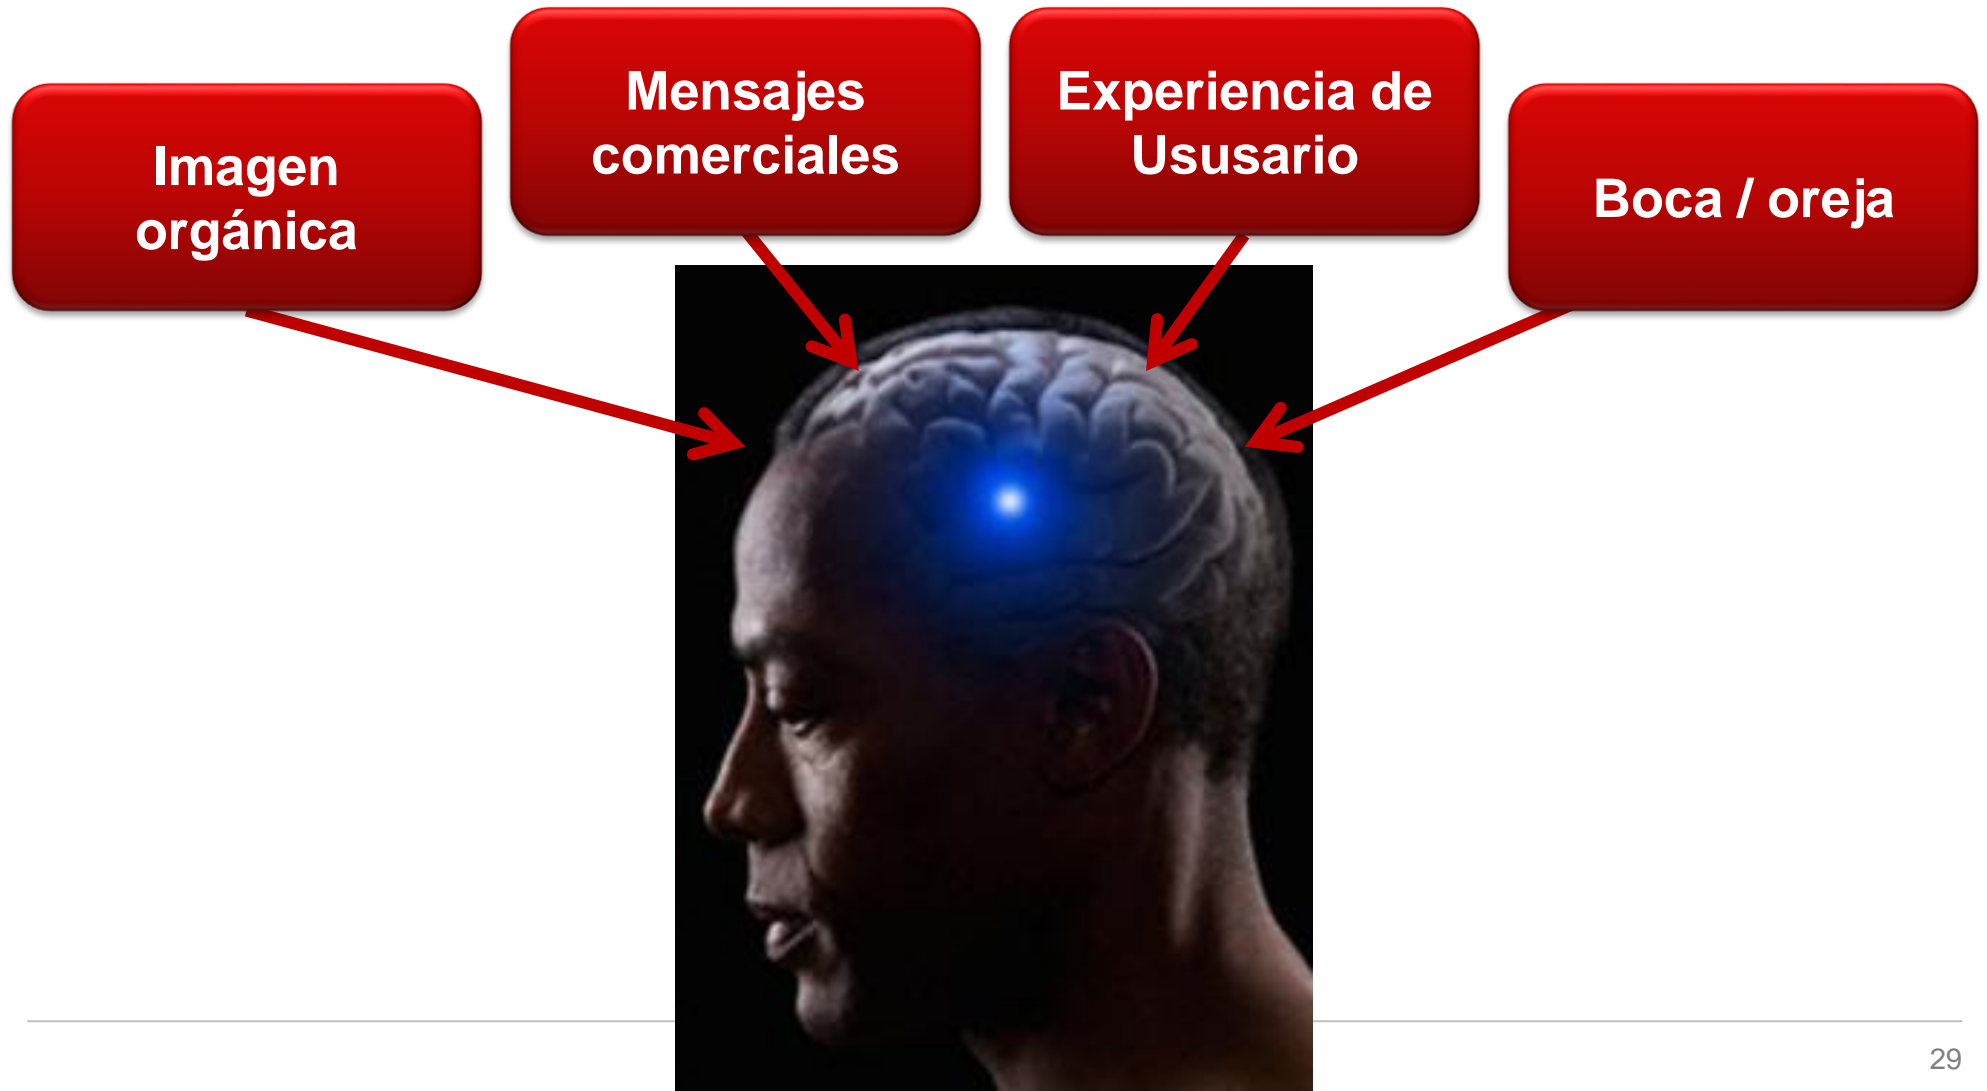 Imagen
orgánica
Mensajes
comerciales
Experiencia de
Ususario
Boca / oreja
29